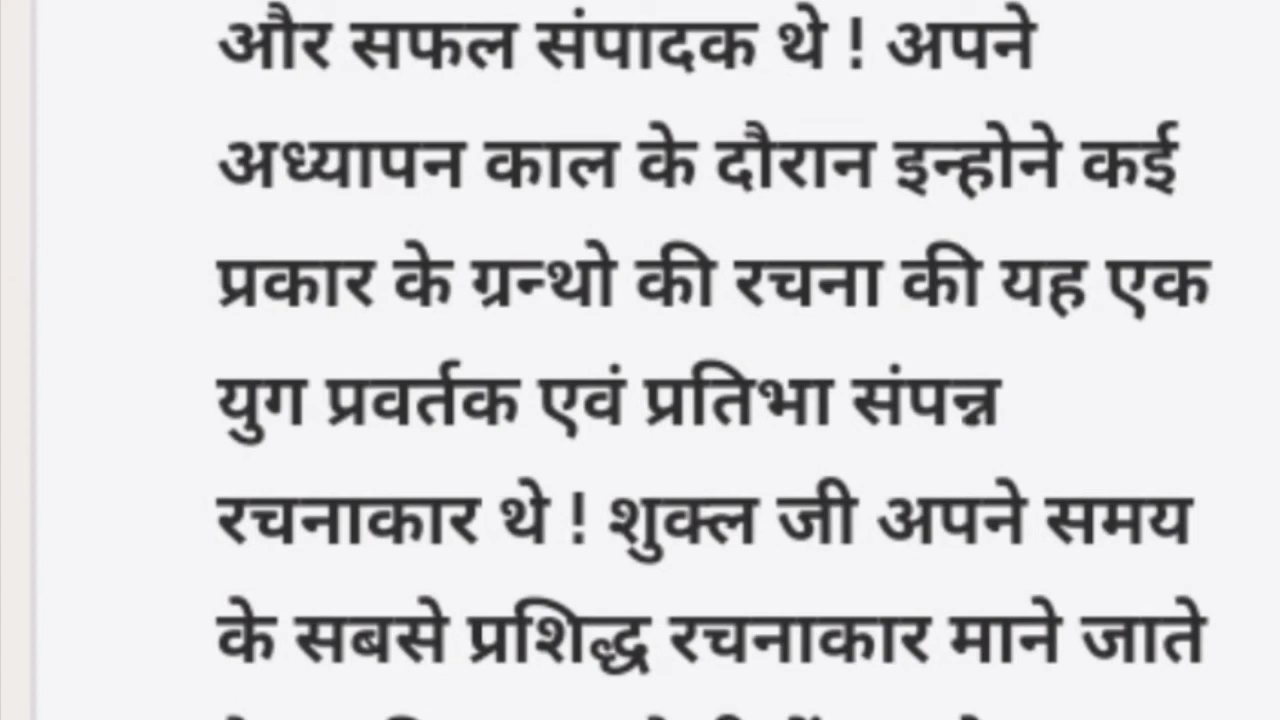 और सफल संपादक थे ! अपने
अध्यापन काल के दौरान इन्होने कई
प्रकार के ग्रन्थो की रचना की यह एक
युग प्रवर्तक एवं प्रतिभा संपन्न
रचनाकार थे ! शुक्ल जी अपने समय
के सबसे प्रशिद्ध रचनाकार माने जाते